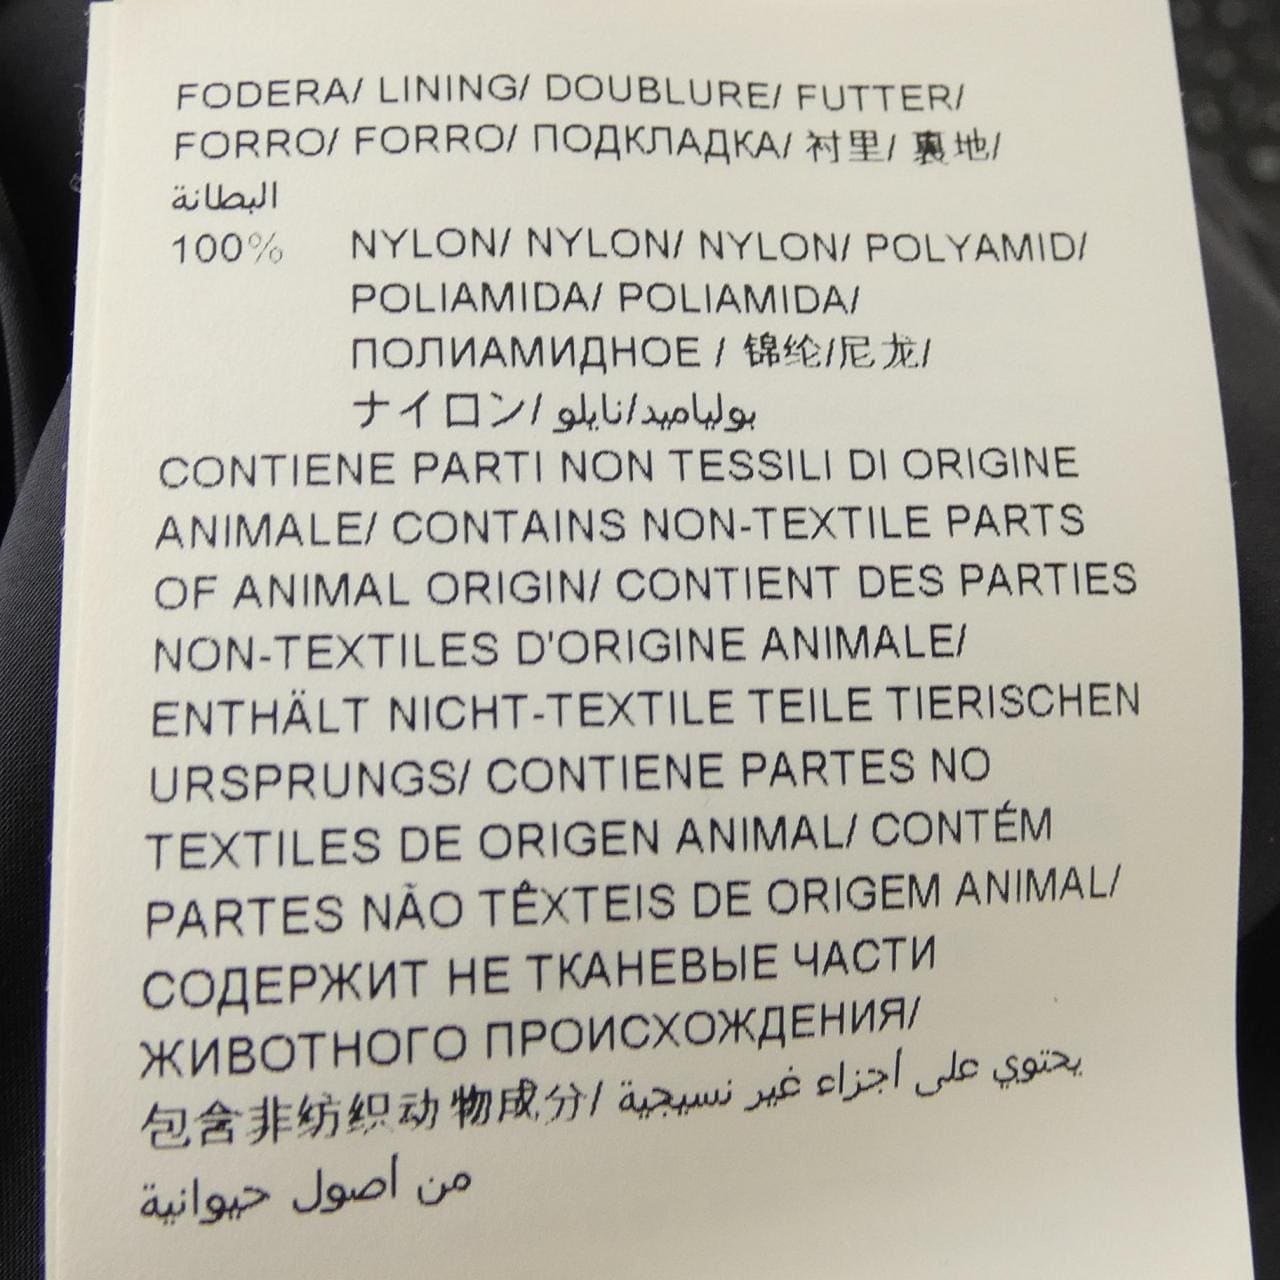 FODERA/ LINING/ DOUBLURE/ FUTTER/
FORRO/ FORRO/ ПОДКЛАДКА/ 衬里/ 裏地/
البطانة
100% NYLON/ NYLON/ NYLON/ POLYAMID/
POLIAMIDA/ POLIAMIDA/
ПОЛИАМИДНОЕ / 锦纶/尼龙/
ナイロン/ بولياميد/نايلو
CONTIENE PARTI NON TESSILI DI ORIGINE
ANIMALE/ CONTAINS NON-TEXTILE PARTS
OF ANIMAL ORIGIN/ CONTIENT DES PARTIES
NON-TEXTILES D'ORIGINE ANIMALE/
ENTHÄLT NICHT-TEXTILE TEILE TIERISCHEN
URSPRUNGS/ CONTIENE PARTES NO
TEXTILES DE ORIGEN ANIMAL/ CONTÉM
PARTES NÃO TÊXTEIS DE ORIGEM ANIMAL/
СОДЕРЖИТ НЕ ТКАНЕВЫЕ ЧАСТИ
ЖИВОТНОГО ПРОИСХОЖДЕНИЯ/
包含非纺织动物成分/ يحتوي على أجزاء غير نسيجية
من أصول حيوانية